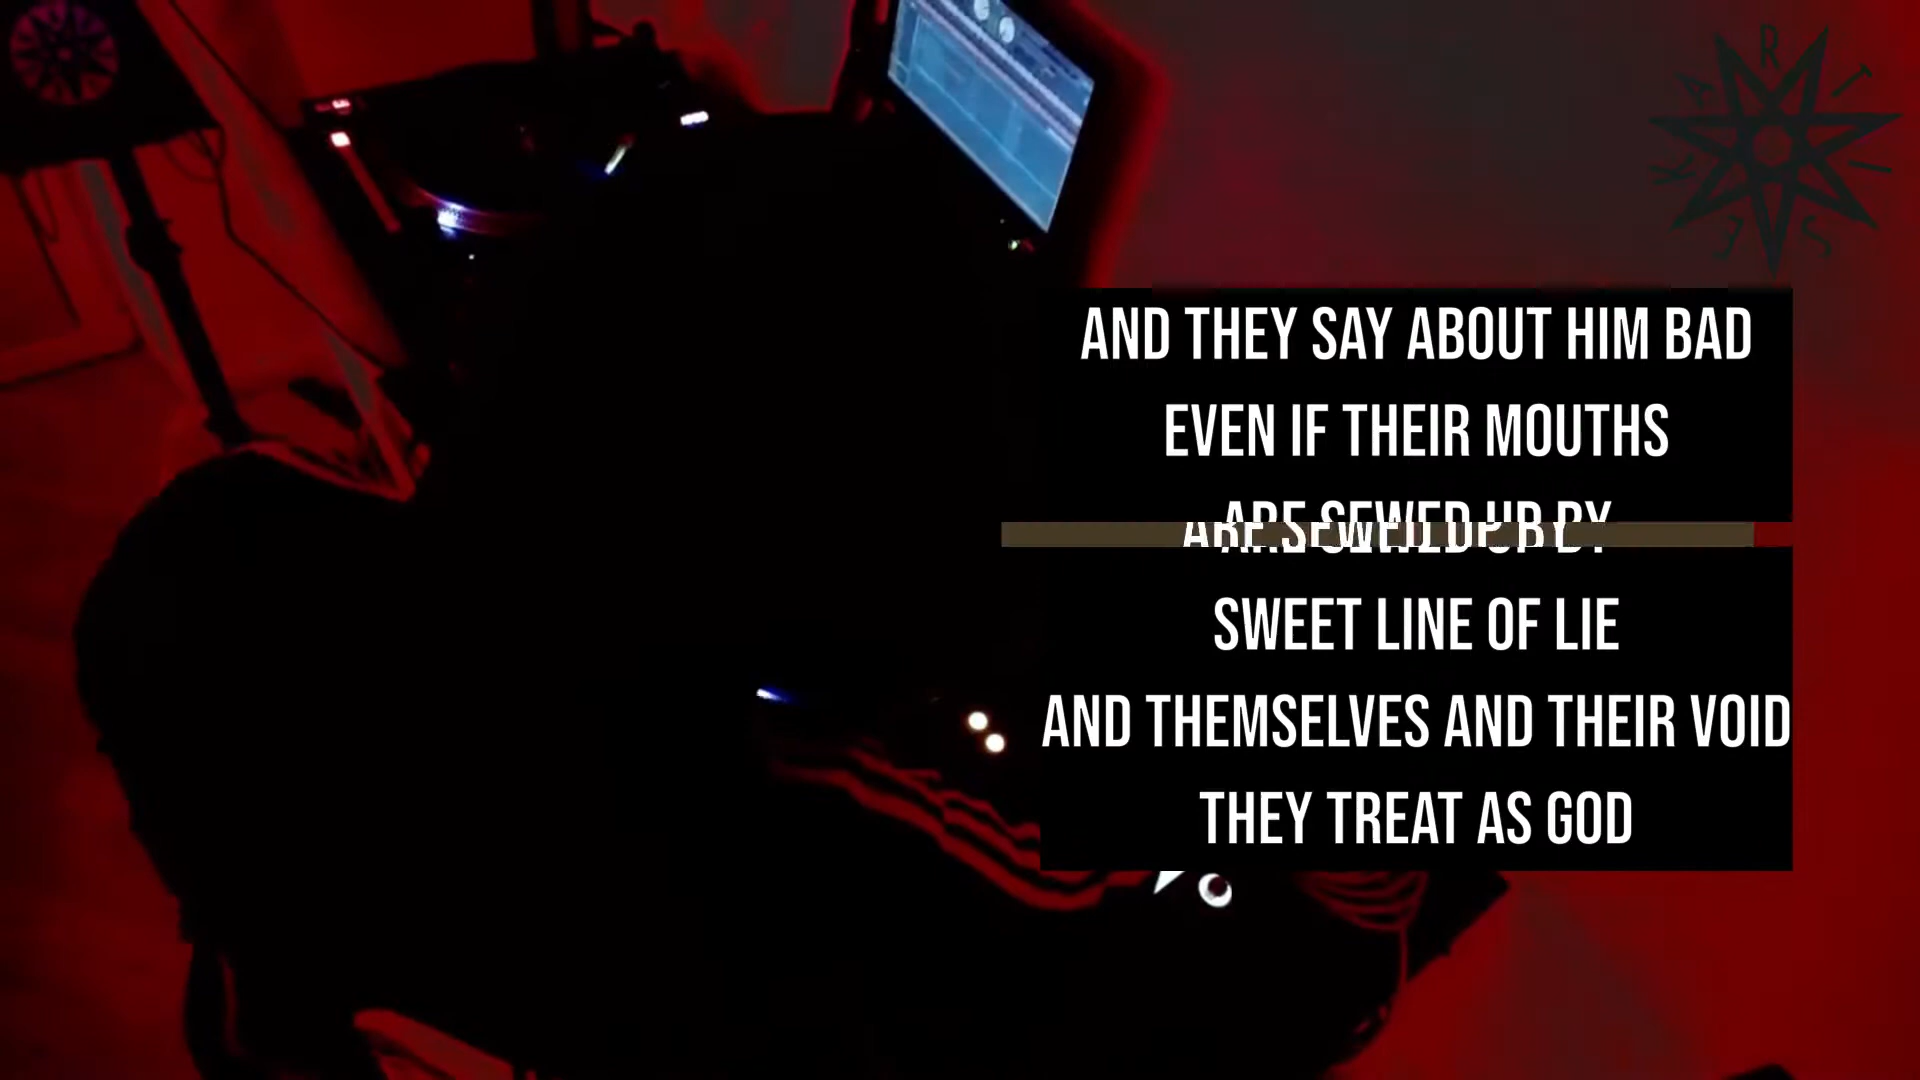 AND THEY SAY ABOUT HIM BAD
EVEN IF THEIR MOUTHS
ARE SEWED UP BY
SWEET LINE OF LIE
AND THEMSELVES AND THEIR VOID
THEY TREAT AS GOD